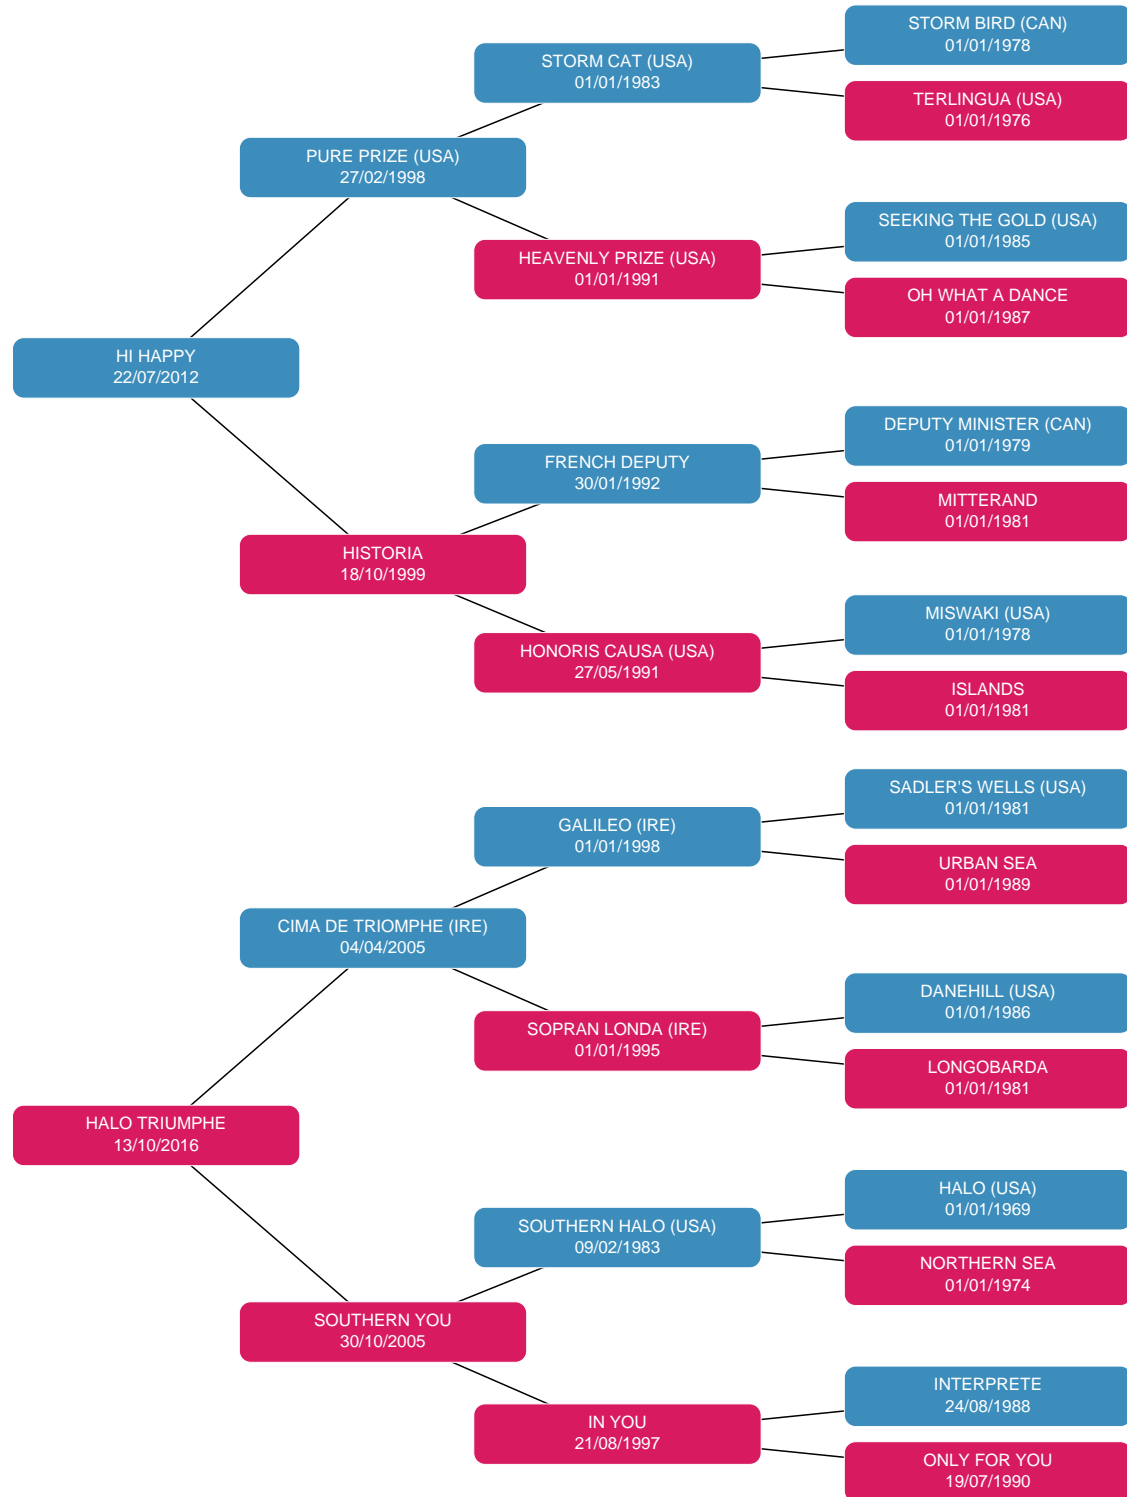 STORM BIRD (CAN)
01/01/1978
STORM CAT (USA)
01/01/1983
TERLINGUA (USA)
01/01/1976
PURE PRIZE (USA)
27/02/1998
SEEKING THE GOLD (USA)
01/01/1985
HEAVENLY PRIZE (USA)
01/01/1991
OH WHAT A DANCE
01/01/1987
HI HAPPY
22/07/2012
DEPUTY MINISTER (CAN)
01/01/1979
FRENCH DEPUTY
30/01/1992
MITTERAND
01/01/1981
HISTORIA
18/10/1999
MISWAKI (USA)
01/01/1978
HONORIS CAUSA (USA)
27/05/1991
ISLANDS
01/01/1981
SADLER'S WELLS (USA)
01/01/1981
GALILEO (IRE)
01/01/1998
URBAN SEA
01/01/1989
CIMA DE TRIOMPHE (IRE)
04/04/2005
DANEHILL (USA)
01/01/1986
SOPRAN LONDA (IRE)
01/01/1995
LONGOBARDA
01/01/1981
HALO TRIUMPHE
13/10/2016
HALO (USA)
01/01/1969
SOUTHERN HALO (USA)
09/02/1983
NORTHERN SEA
01/01/1974
SOUTHERN YOU
30/10/2005
INTERPRETE
24/08/1988
IN YOU
21/08/1997
ONLY FOR YOU
19/07/1990